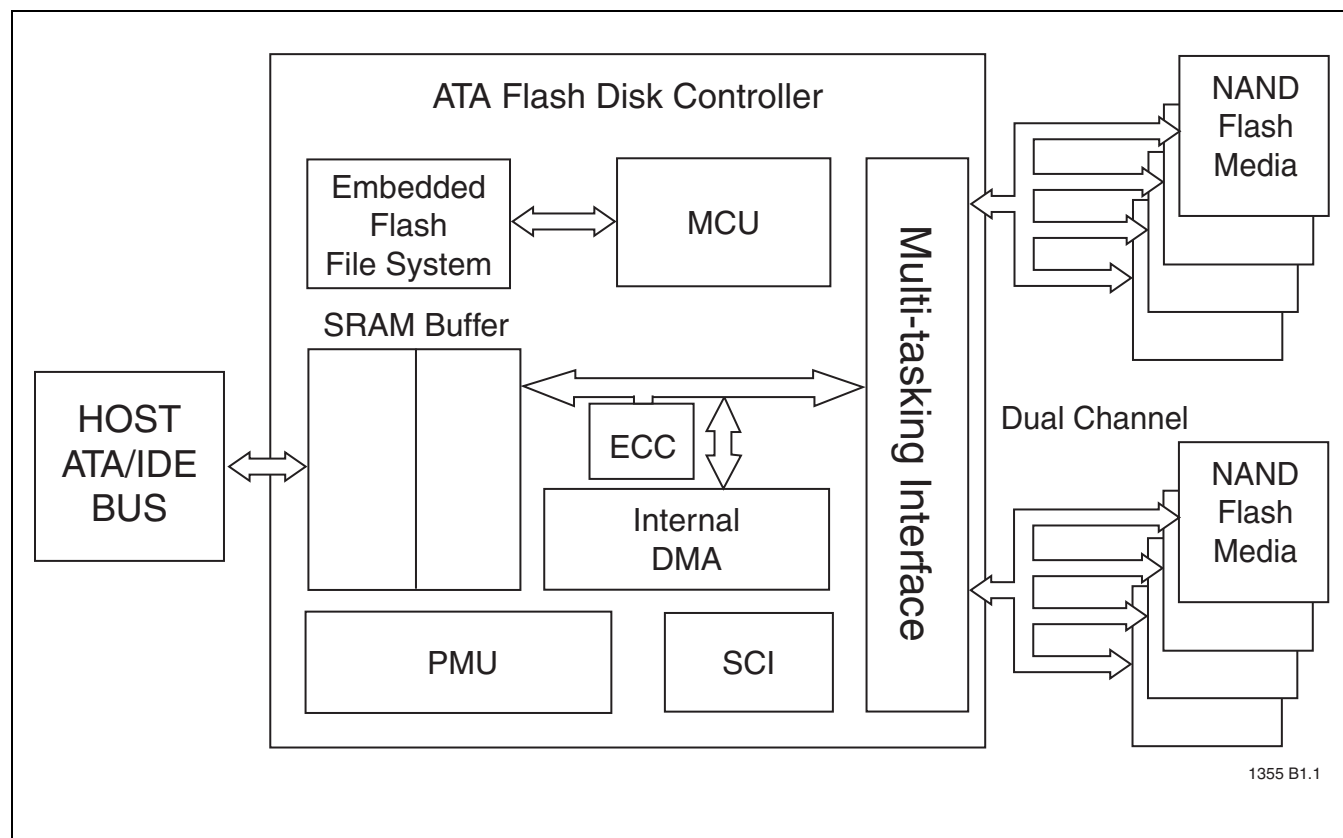 ATA Flash Disk Controller
Embedded
Flash
File System
MCU
SRAM Buffer
HOST
ATA/IDE
BUS
ECC
Internal
DMA
PMU
SCI
Multi-tasking Interface
NAND
Flash
Media
Dual Channel
NAND
Flash
Media
1355 B1.1